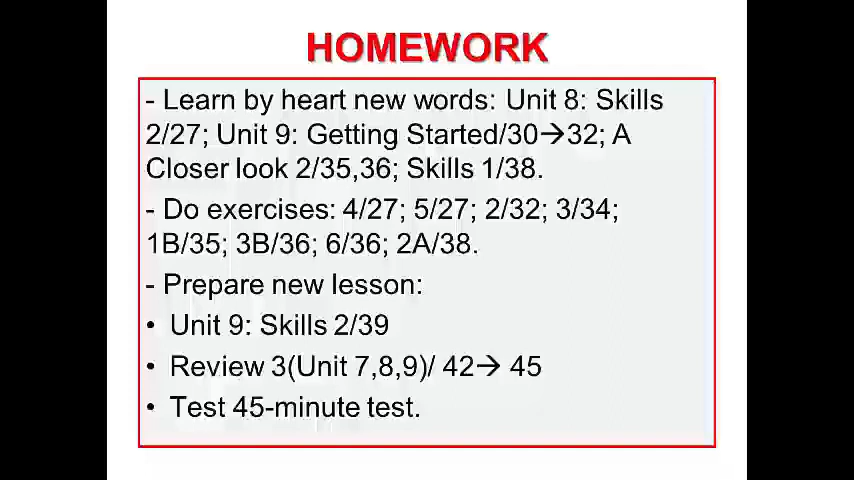 HOMEWORK
- Learn by heart new words: Unit 8: Skills
2/27; Unit 9: Getting Started/30→32; A
Closer look 2/35,36; Skills 1/38.
- Do exercises: 4/27; 5/27; 2/32; 3/34;
1B/35; 3B/36; 6/36; 2A/38.
- Prepare new lesson:
• Unit 9: Skills 2/39
• Review 3(Unit 7,8,9)/ 42→ 45
• Test 45-minute test.